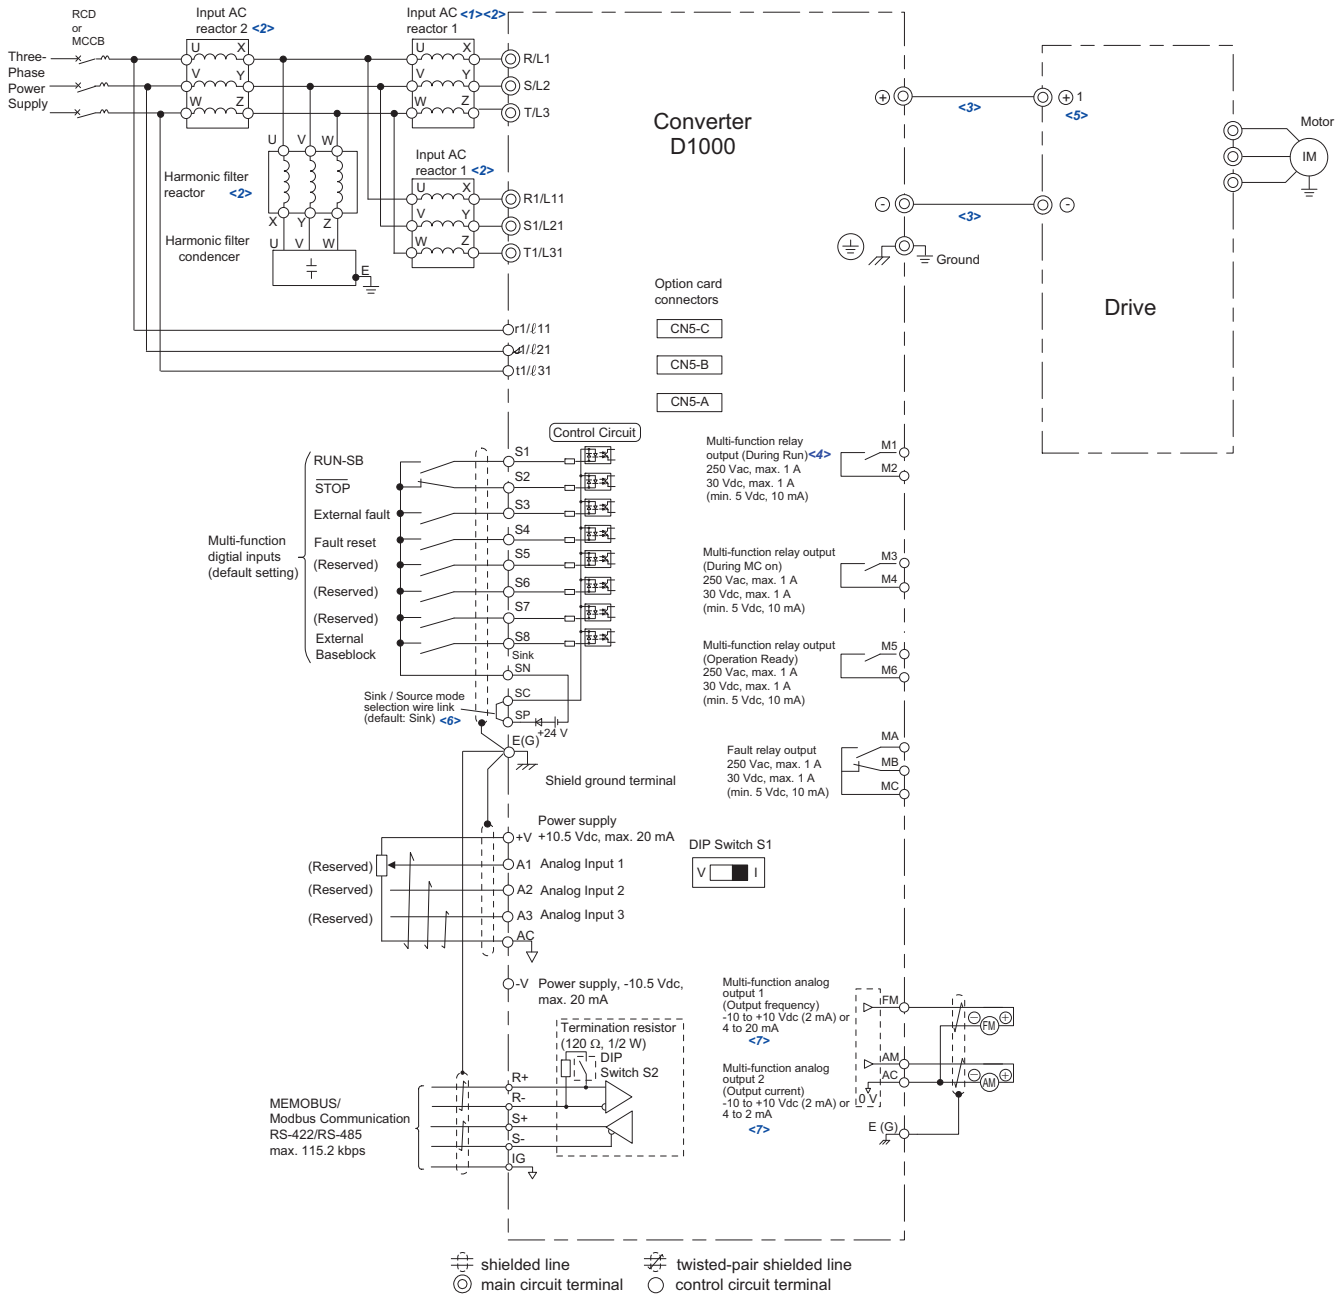 RCD
or
MCCB
Input AC
reactor 2 <2>
Input AC <1><2>
reactor 1
Three-
Phase
Power
Supply
U X
V Y
W Z
U X
V Y
W Z
R/L1
S/L2
T/L3
Converter
D1000
+
<3>
+ 1
<5>
Motor
IM
U V W
Harmonic filter
reactor <2>
X Y Z
Input AC
reactor 1 <2>
U X
V Y
W Z
R1/L11
S1/L21
T1/L31
-
<3>
-
Harmonic filter
condencer
U V W
E
Ground
Drive
Option card
connectors
CN5-C
CN5-B
CN5-A
r1/ℓ11
1/ℓ21
t1/ℓ31
Control Circuit
Multi-function
digtial inputs
(default setting)
RUN-SB
STOP
External fault
Fault reset
(Reserved)
(Reserved)
(Reserved)
External
Baseblock
S1
S2
S3
S4
S5
S6
S7
S8
Sink
SN
SC
SP
+24 V
Sink / Source mode
selection wire link
(default: Sink) <6>
E(G)
Shield ground terminal
Multi-function relay
output (During Run)<4>
250 Vac, max. 1 A
30 Vdc, max. 1 A
(min. 5 Vdc, 10 mA)
M1
M2
Multi-function relay output
(During MC on)
250 Vac, max. 1 A
30 Vdc, max. 1 A
(min. 5 Vdc, 10 mA)
M3
M4
Multi-function relay output
(Operation Ready)
250 Vac, max. 1 A
30 Vdc, max. 1 A
(min. 5 Vdc, 10 mA)
M5
M6
Fault relay output
250 Vac, max. 1 A
30 Vdc, max. 1 A
(min. 5 Vdc, 10 mA)
MA
MB
MC
Power supply
+V +10.5 Vdc, max. 20 mA
(Reserved)
A1 Analog Input 1
(Reserved)
A2 Analog Input 2
(Reserved)
A3 Analog Input 3
AC
-V Power supply, -10.5 Vdc,
max. 20 mA
DIP Switch S1
V I
Termination resistor
(120 Ω, 1/2 W)
DIP
Switch S2
MEMOBUS/
Modbus Communication
RS-422/RS-485
max. 115.2 kbps
R+
R-
S+
S-
IG
Multi-function analog
output 1
(Output frequency)
-10 to +10 Vdc (2 mA) or
4 to 20 mA
<7>
Multi-function analog
output 2
(Output current)
-10 to +10 Vdc (2 mA) or
4 to 2 mA
<7>
FM
- FM +
AM
- AM +
AC
0 V
E (G)
shielded line
twisted-pair shielded line
main circuit terminal
control circuit terminal